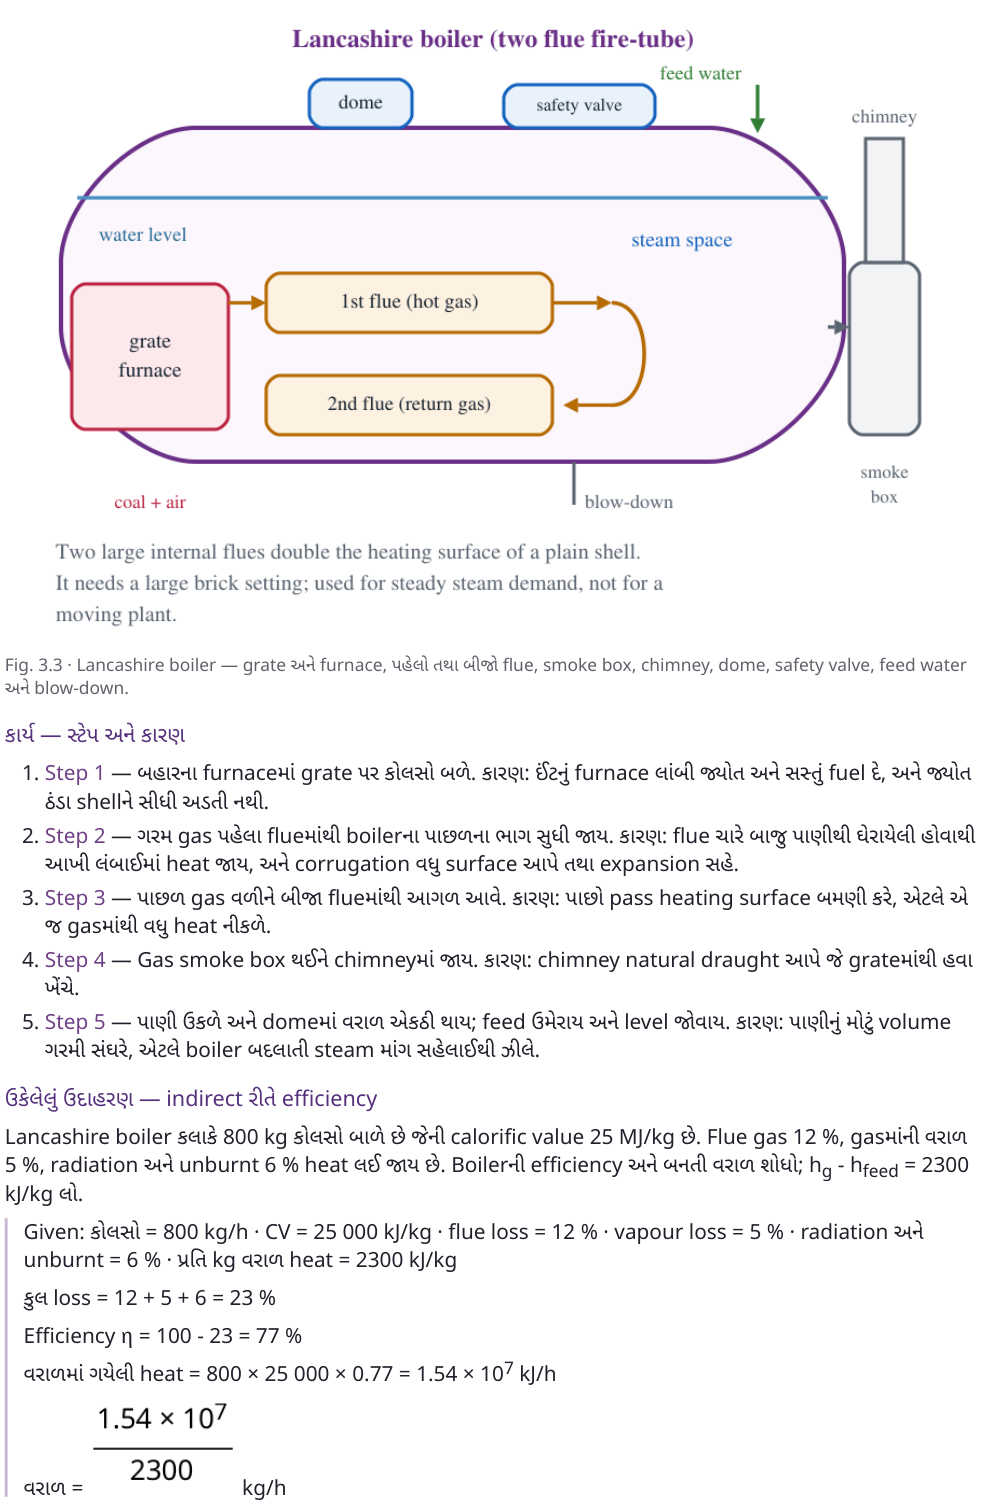 Lancashire boiler (two flue fire-tube)
feed water
dome
safety valve
chimney
water level
steam space
1st flue (hot gas)
grate
furnace
2nd flue (return gas)
smoke
box
coal + air
blow-down
Two large internal flues double the heating surface of a plain shell.
It needs a large brick setting; used for steady steam demand, not for a
moving plant.
Fig. 3.3 · Lancashire boiler — grate અને furnace, પહેલો તથા બીજો flue, smoke box, chimney, dome, safety valve, feed water
અને blow-down.
કાર્ય — સ્ટેપ અને કારણ
1. Step 1 — બહારના furnaceમાં grate પર કોલસો બળે. કારણ: ઈંટનું furnace લાંબી જ્યોત અને સસ્તું fuel દે, અને જ્યોત
ઠંડા shellને સીધી અડતી નથી.
2. Step 2 — ગરમ gas પહેલા flueમાંથી boilerના પાછળના ભાગ સુધી જાય. કારણ: flue ચારે બાજુ પાણીથી ઘેરાયેલી હોવાથી
આખી લંબાઈમાં heat જાય, અને corrugation વધુ surface આપે તથા expansion સહે.
3. Step 3 — પાછળ gas વળીને બીજા flueમાંથી આગળ આવે. કારણ: પાછો pass heating surface બમણી કરે, એટલે એ
જ gasમાંથી વધુ heat નીકળે.
4. Step 4 — Gas smoke box થઈને chimneyમાં જાય. કારણ: chimney natural draught આપે જે grateમાંથી હવા
ખેંચે.
5. Step 5 — પાણી ઉકળે અને domeમાં વરાળ એકઠી થાય; feed ઉમેરાય અને level જોવાય. કારણ: પાણીનું મોટું volume
ગરમી સંઘરે, એટલે boiler બદલાતી steam માંગ સહેલાઈથી ઝીલે.
ઉકેલેલું ઉદાહરણ — indirect રીતે efficiency
Lancashire boiler કલાકે 800 kg કોલસો બાળે છે જેની calorific value 25 MJ/kg છે. Flue gas 12 %, gasમાંની વરાળ
5 %, radiation અને unburnt 6 % heat લઈ જાય છે. Boilerની efficiency અને બનતી વરાળ શોધો; h_g - h_feed = 2300
kJ/kg લો.
Given: કોલસો = 800 kg/h · CV = 25 000 kJ/kg · flue loss = 12 % · vapour loss = 5 % · radiation અને
unburnt = 6 % · પ્રતિ kg વરાળ heat = 2300 kJ/kg
કુલ loss = 12 + 5 + 6 = 23 %
Efficiency η = 100 - 23 = 77 %
વરાળમાં ગયેલી heat = 800 × 25 000 × 0.77 = 1.54 × 10⁷ kJ/h
1.54 × 10⁷
2300
વરાળ = kg/h